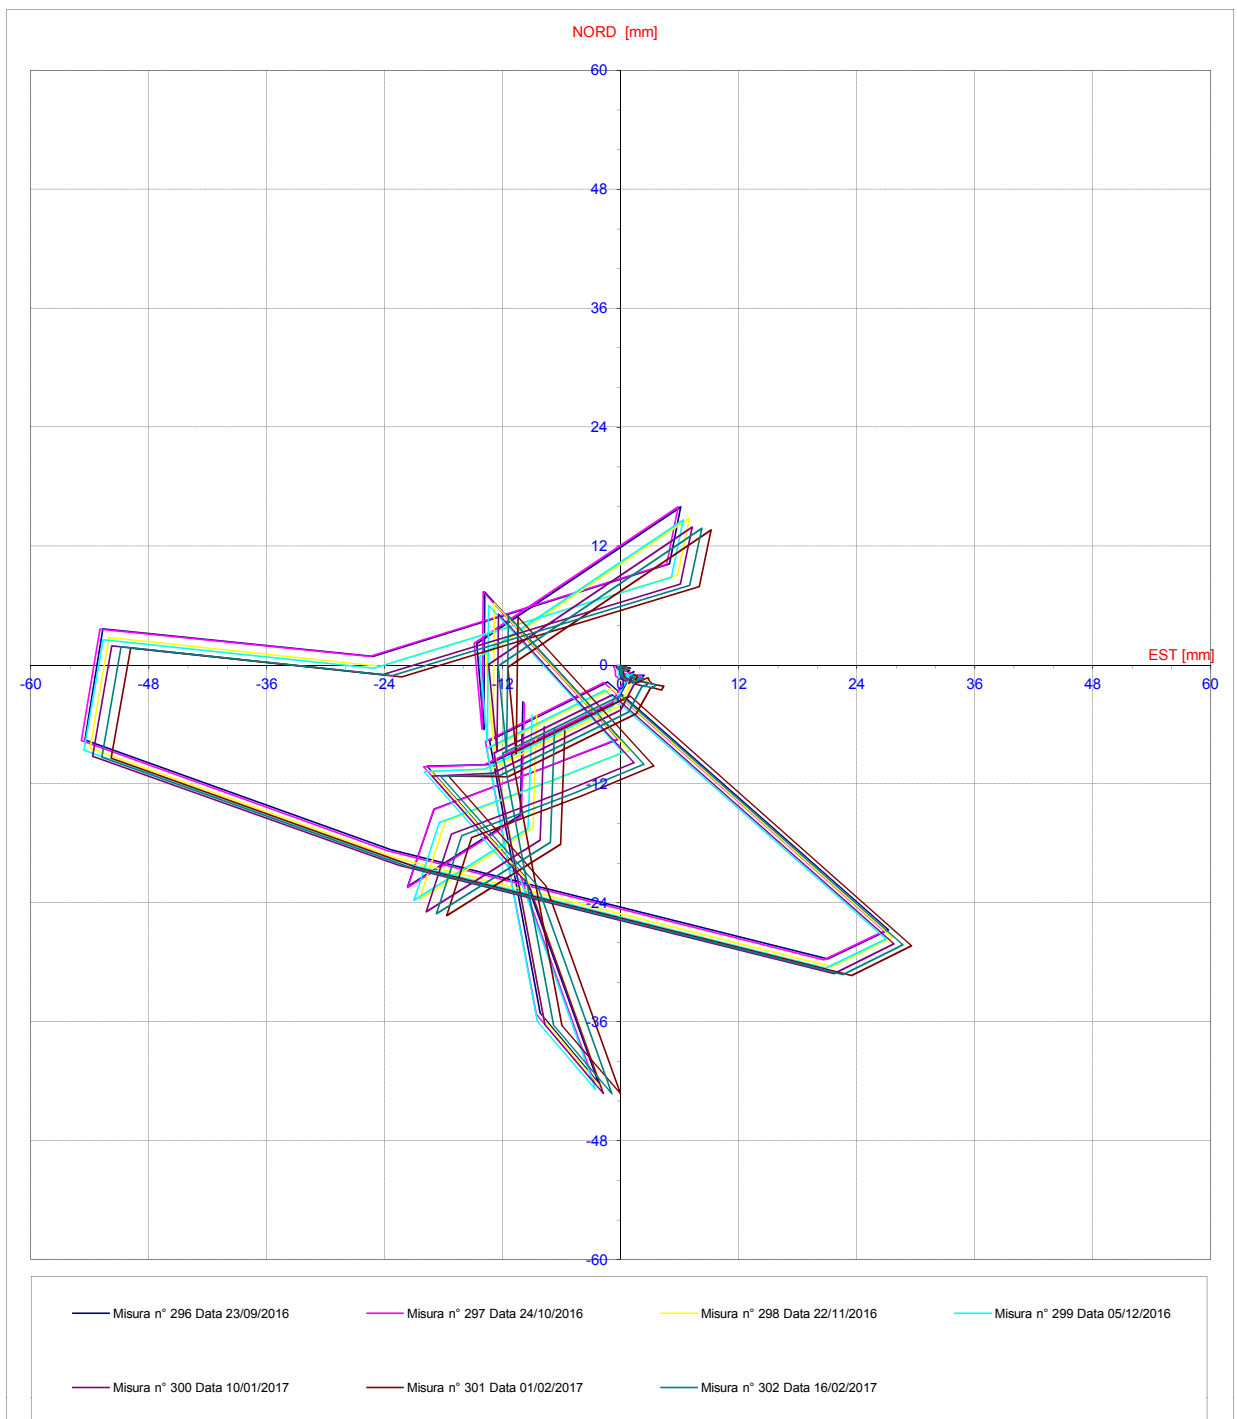 NORD [mm]
60
48
36
24
12
0
EST [mm]
-60
-48
-36
-24
-12
0
12
24
36
48
60
-12
-24
-36
-48
-60
Misura n° 296 Data 23/09/2016
Misura n° 297 Data 24/10/2016
Misura n° 298 Data 22/11/2016
Misura n° 299 Data 05/12/2016
Misura n° 300 Data 10/01/2017
Misura n° 301 Data 01/02/2017
Misura n° 302 Data 16/02/2017